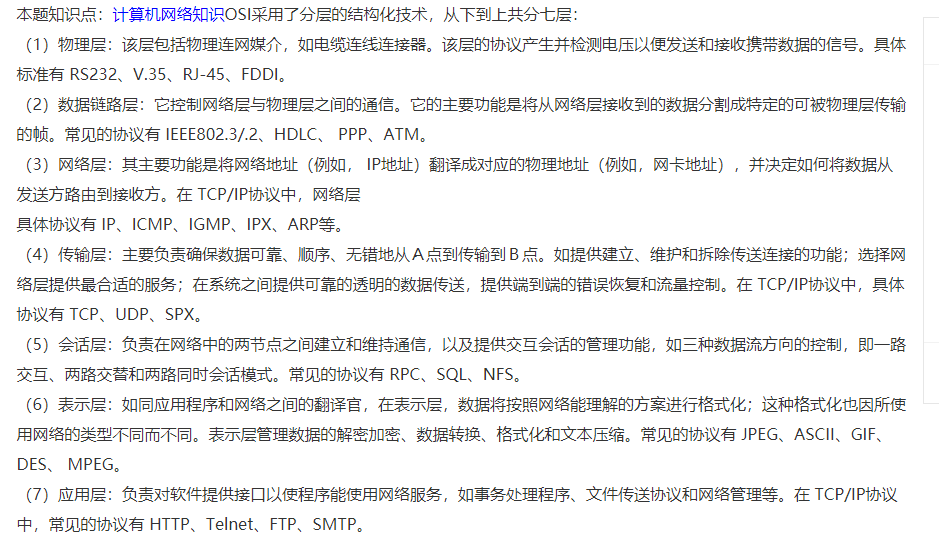 本题知识点：计算机网络知识OSI采用了分层的结构化技术，从下到上共分七层：
（1）物理层：该层包括物理连网媒介，如电缆连线连接器。该层的协议产生并检测电压以便发送和接收携带数据的信号。具体
标准有 RS232、V.35、RJ-45、FDDI。
（2）数据链路层：它控制网络层与物理层之间的通信。它的主要功能是将从网络层接收到的数据分割成特定的可被物理层传输
的帧。常见的协议有 IEEE802.3/.2、HDLC、 PPP、ATM。
（3）网络层：其主要功能是将网络地址（例如， IP地址）翻译成对应的物理地址（例如，网卡地址），并决定如何将数据从
发送方路由到接收方。在 TCP/IP协议中，网络层
具体协议有 IP、ICMP、IGMP、IPX、ARP等。
（4）传输层：主要负责确保数据可靠、顺序、无错地从Ａ点到传输到Ｂ点。如提供建立、维护和拆除传送连接的功能；选择网
络层提供最合适的服务；在系统之间提供可靠的透明的数据传送，提供端到端的错误恢复和流量控制。在 TCP/IP协议中，具体
协议有 TCP、UDP、SPX。
（5）会话层：负责在网络中的两节点之间建立和维持通信，以及提供交互会话的管理功能，如三种数据流方向的控制，即一路
交互、两路交替和两路同时会话模式。常见的协议有 RPC、SQL、NFS。
（6）表示层：如同应用程序和网络之间的翻译官，在表示层，数据将按照网络能理解的方案进行格式化；这种格式化也因所使
用网络的类型不同而不同。表示层管理数据的解密加密、数据转换、格式化和文本压缩。常见的协议有 JPEG、ASCII、GIF、
DES、 MPEG。
（7）应用层：负责对软件提供接口以使程序能使用网络服务，如事务处理程序、文件传送协议和网络管理等。在 TCP/IP协议
中，常见的协议有 HTTP、Telnet、FTP、SMTP。